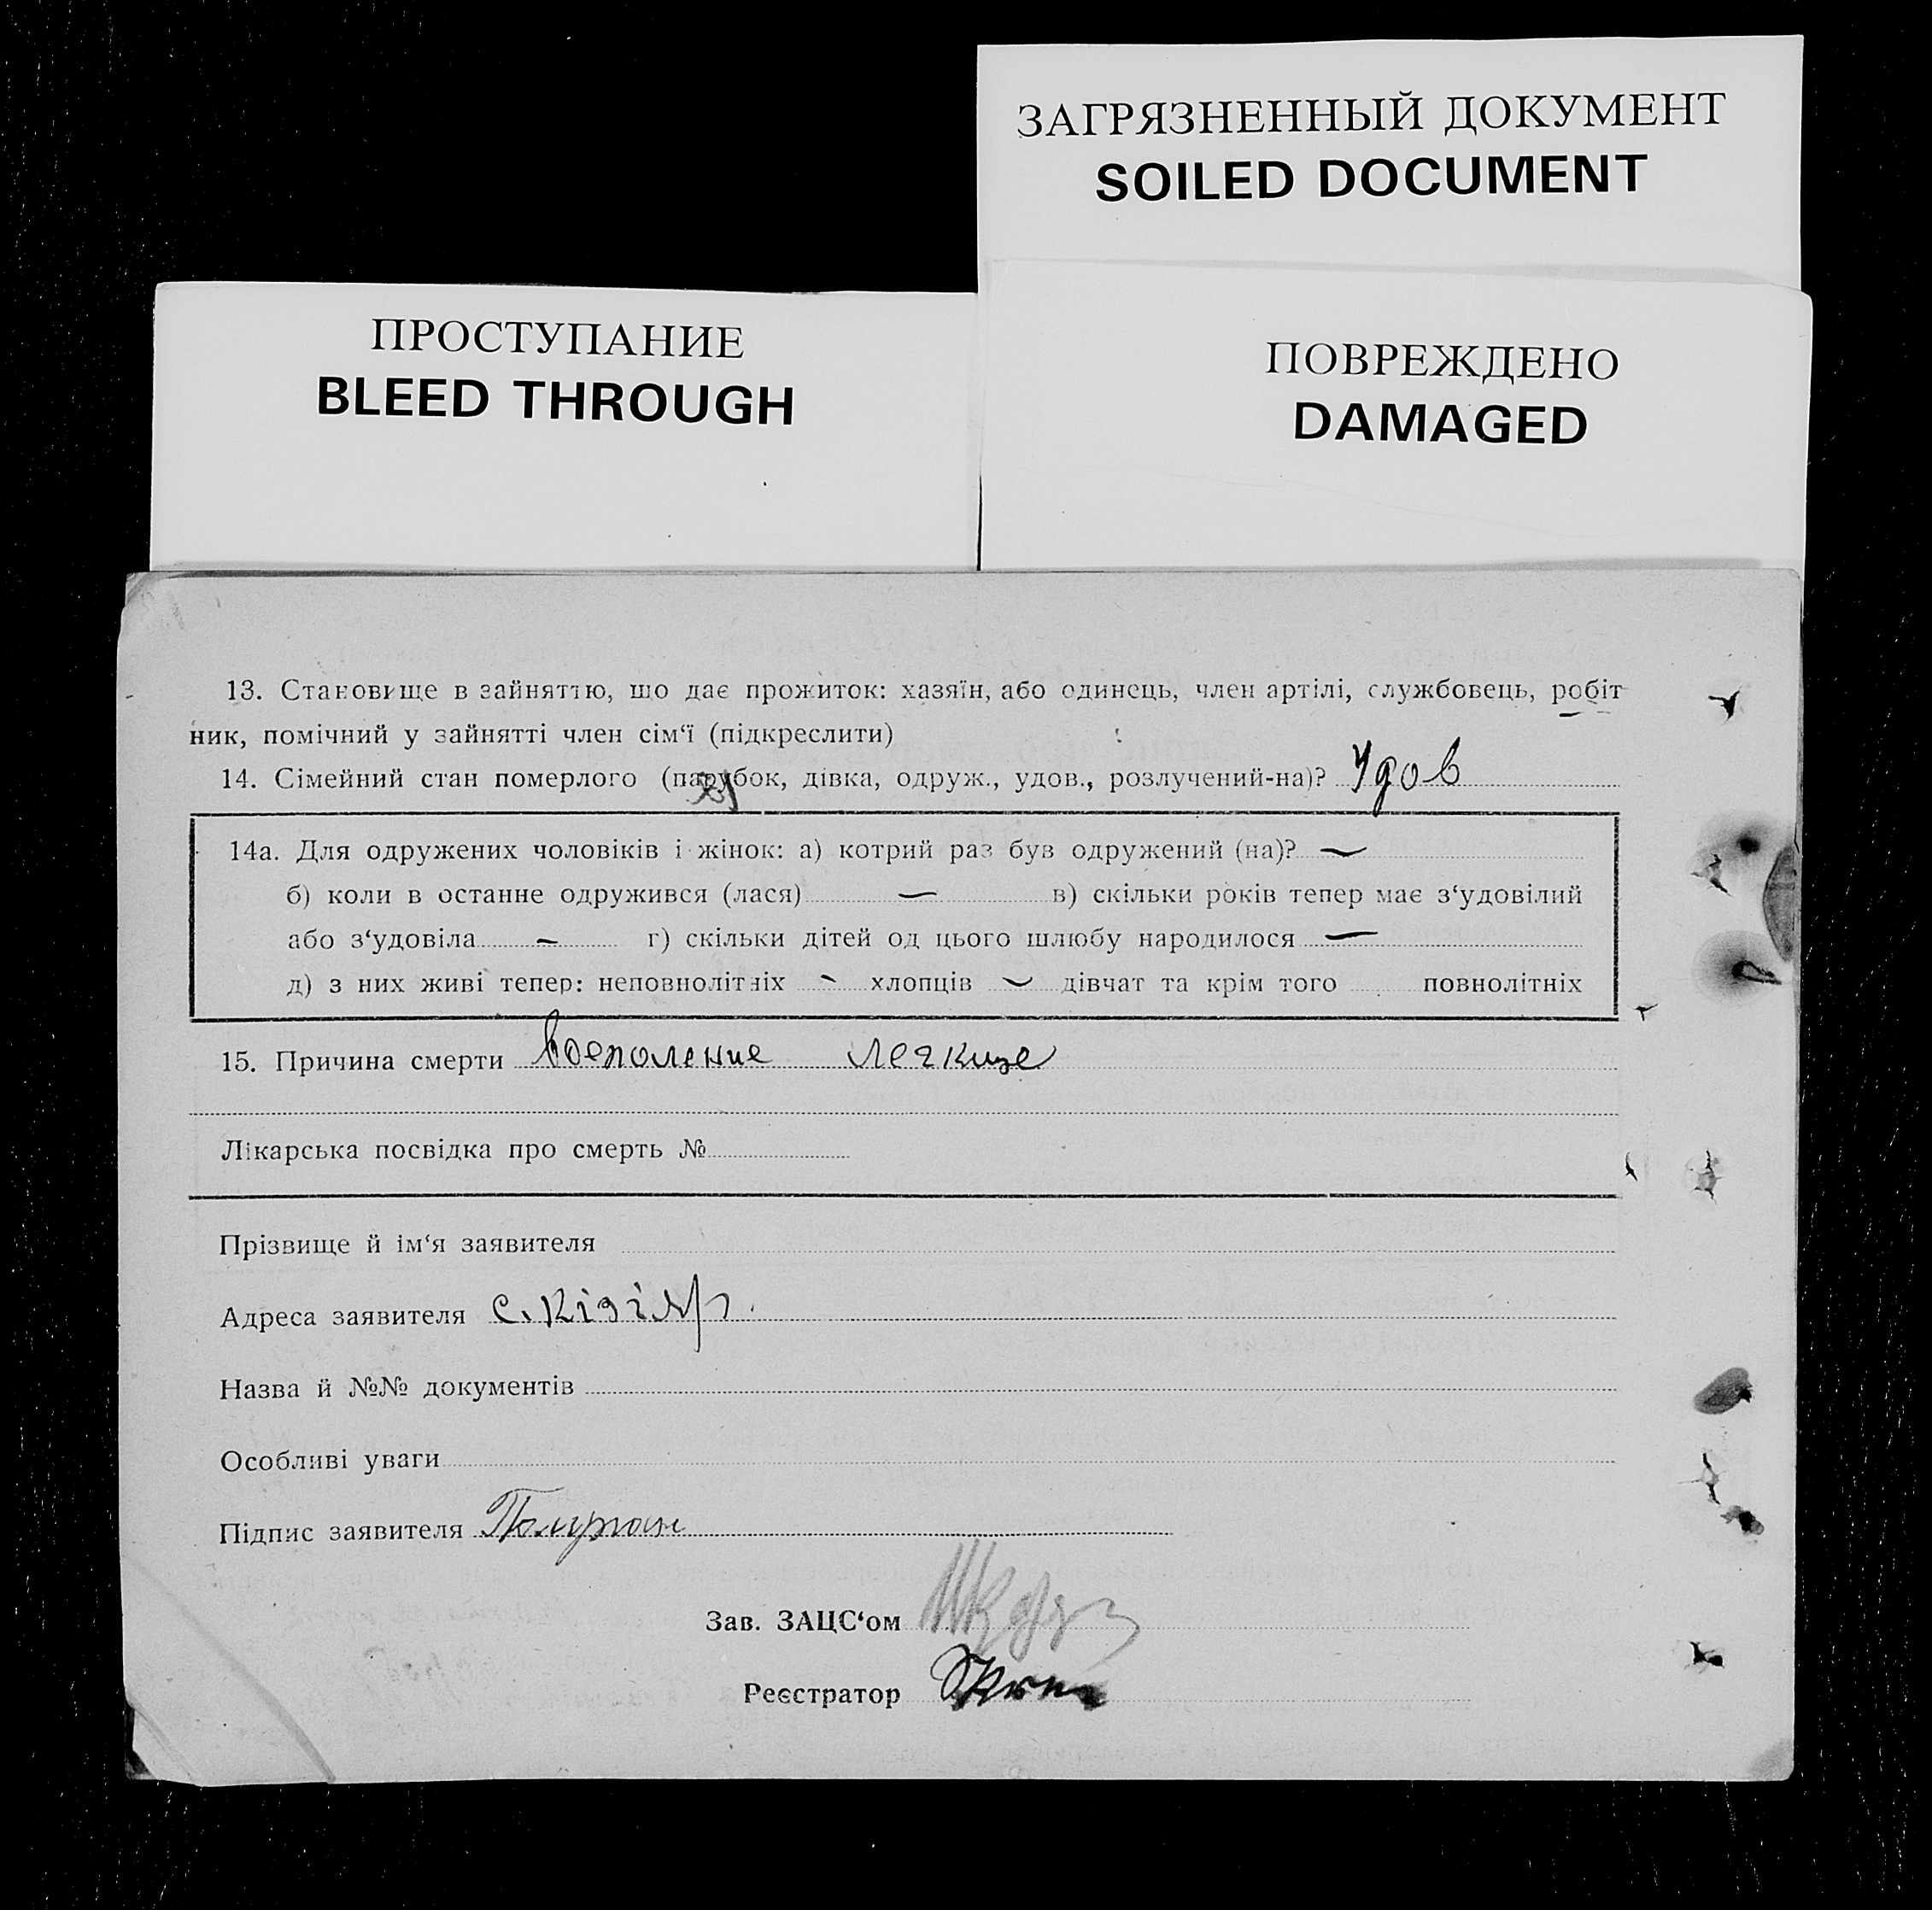 ЗАГРЯЗНЕННЫЙ ДОКУМЕНТ
SOILED DOCUMENT
ПРОСТУПАНИЕ
BLEED THROUGH
ПОВРЕЖДЕНО
DAMAGED
13. Становище в зайняттю, що дає прожиток: хазяїн, або одинець, член артілі, службовець, робіт
ник, помічний у зайнятті член сім‘ї (підкреслити)
14. Сімейний стан померлого (парубок, дівка, одруж., удов., розлучений-на)? Удов
14а. Для одружених чоловіків і жінок: а) котрий раз був одружений (на)? —
б) коли в останне одружився (лася) — в) скільки років тепер має з‘удовілий
або з‘удовіла — г) скільки дітей од цього шлюбу народилося —
д) з них живі тепер: неповнолітніх - хлопців — дівчат та крім того повнолітніх
15. Причина смерти Воспаление легких
Лікарська посвідка про смерть №
Прізвище й ім‘я заявителя
Адреса заявителя с.
Назва й №№ документів
Особливі уваги
Підпис заявителя
Зав. ЗАЦС‘ом
Реєстратор